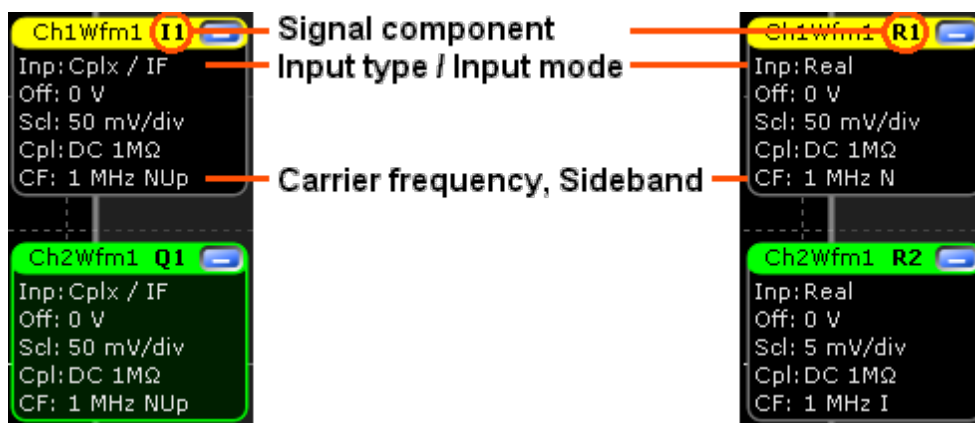 Ch1Wfm1 I1
Inp: Cplx / IF
Off: 0 V
Scl: 50 mV/div
Cpl: DC 1MΩ
CF: 1 MHz NUp
Ch2Wfm1 Q1
Inp: Cplx / IF
Off: 0 V
Scl: 50 mV/div
Cpl: DC 1MΩ
CF: 1 MHz NUp
Signal component
Input type / Input mode
Carrier frequency, Sideband
Ch1Wfm1 R1
Inp: Real
Off: 0 V
Scl: 50 mV/div
Cpl: DC 1MΩ
CF: 1 MHz N
Ch2Wfm1 R2
Inp: Real
Off: 0 V
Scl: 5 mV/div
Cpl: DC 1MΩ
CF: 1 MHz I